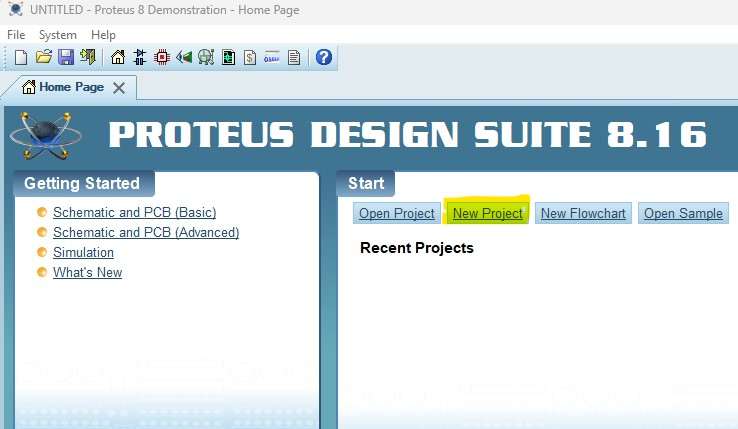 UNTITLED - Proteus 8 Demonstration - Home Page
File System Help
Home Page
PROTEUS DESIGN SUITE 8.16
Getting Started
Schematic and PCB (Basic)
Schematic and PCB (Advanced)
Simulation
What's New
Start
Open Project New Project New Flowchart Open Sample
Recent Projects